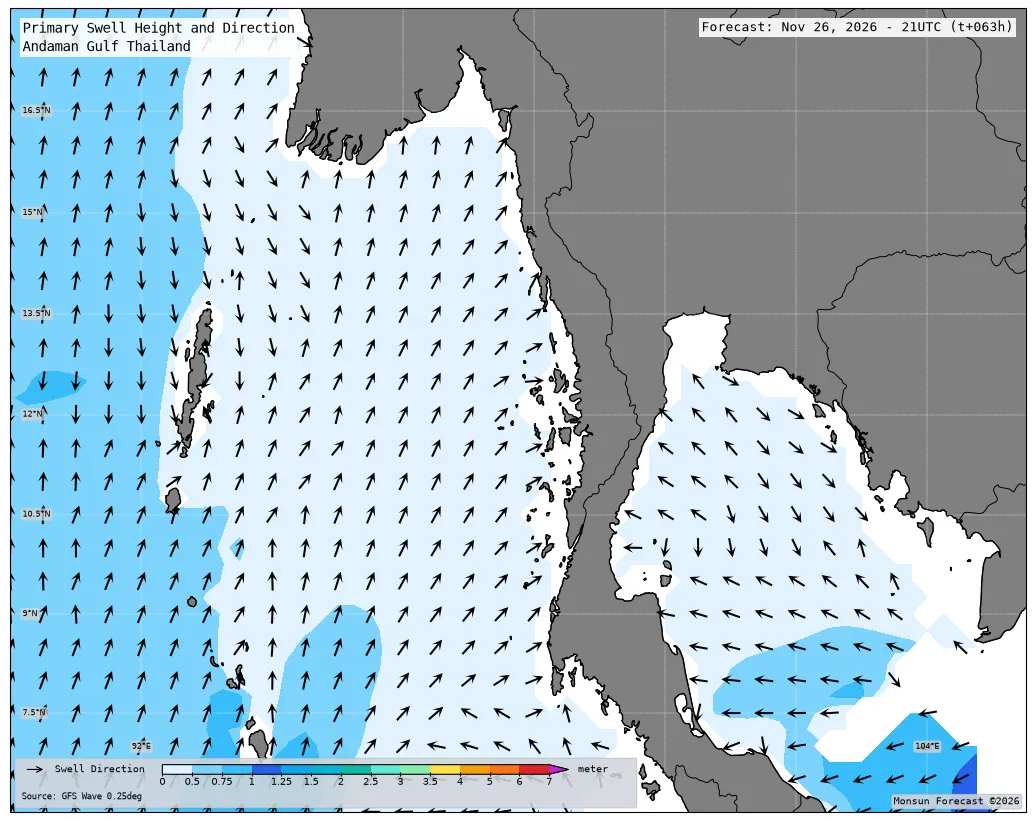 Primary Swell Height and Direction
Andaman Gulf Thailand
Forecast: Nov 26, 2026 - 21UTC (t+063h)
16.5°N
15°N
13.5°N
12°N
10.5°N
9°N
7.5°N
92°E
104°E
Swell Direction
0 0.5 0.75 1 1.25 1.5 2 2.5 3 3.5 4 5 6 7
meter
Source: GFS Wave 0.25deg
Monsun Forecast ©2026